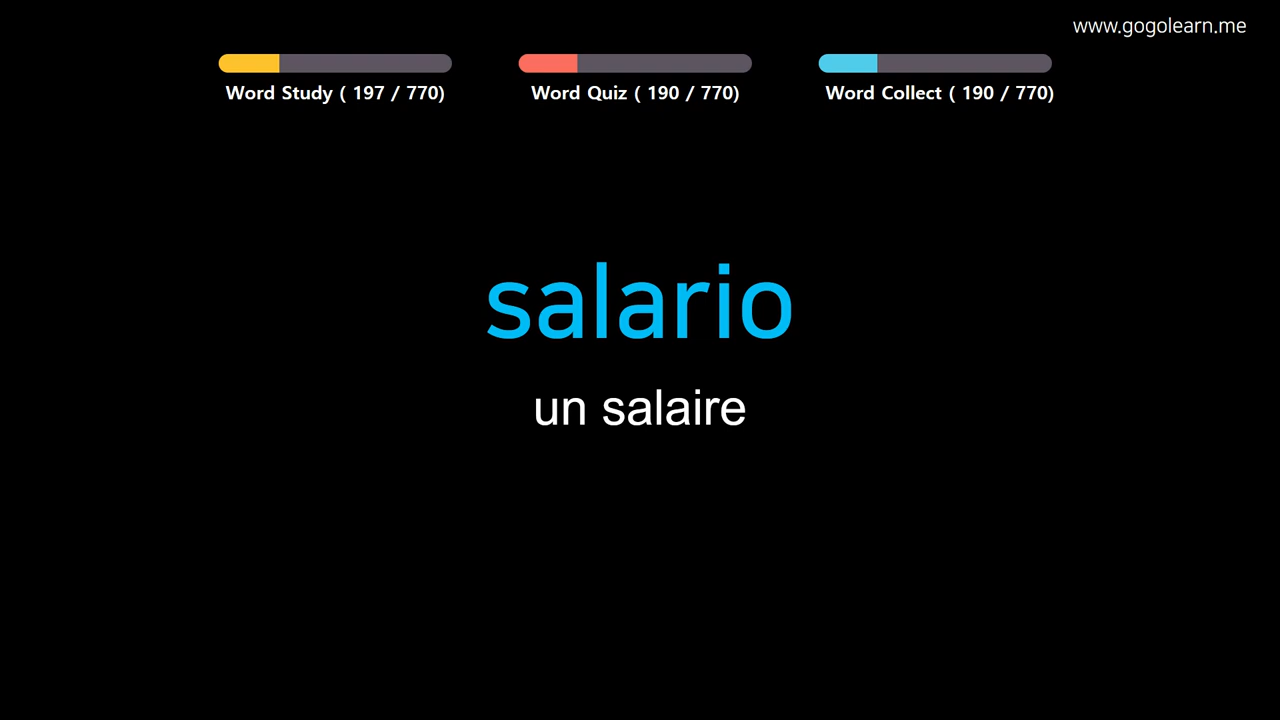 www.gogolearn.me
Word Study ( 197 / 770)
Word Quiz ( 190 / 770)
Word Collect ( 190 / 770)
salario
un salaire